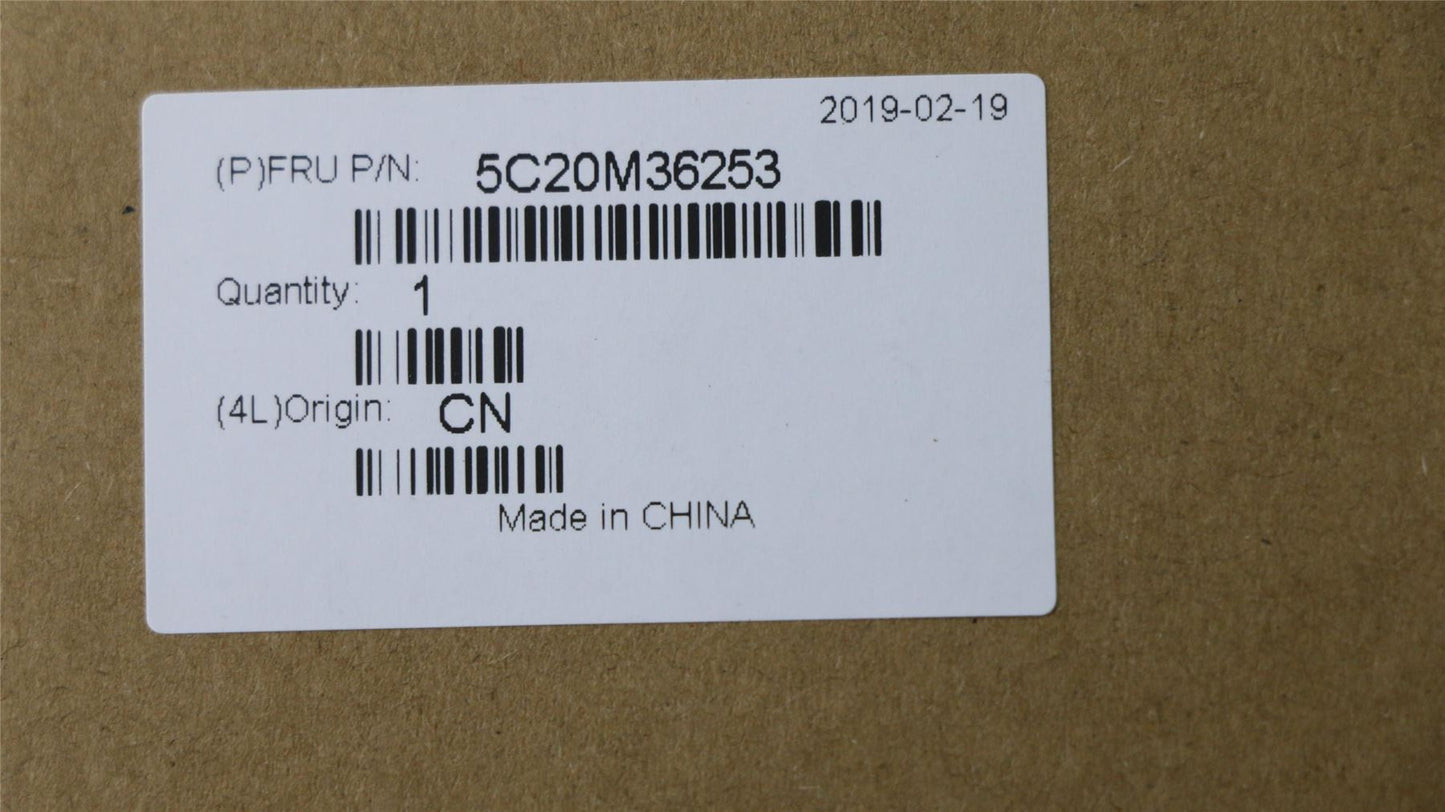 2019-02-19
(P)FRU P/N: 5C20M36253
Quantity: 1
(4L)Origin: CN
Made in CHINA